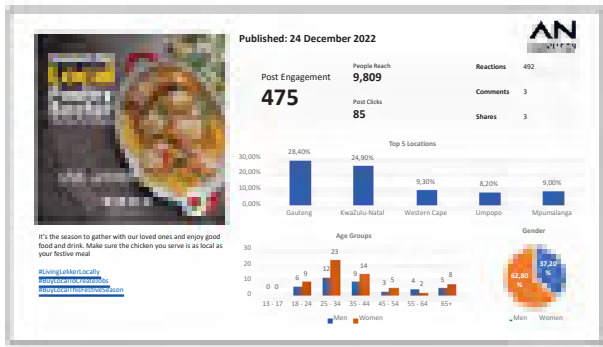 Published: 24 December 2022
AN
Post Engagement
475
People Reach
9,809
Post Clicks
85
Reactions 492
Comments 3
Shares 3
Top 5 Locations
30,00%
20,00%
10,00%
0,00%
28,40%
24,90%
9,30%
8,20%
9,00%
Gauteng
KwaZulu-Natal
Western Cape
Limpopo
Mpumalanga
It's the season to gather with our loved ones and enjoy good
food and drink. Make sure the chicken you serve is as local as
your festive meal
#LivingLekkerLocally
#BuyLocalToCreateJobs
#BuyLocalThisFestiveSeason
Age Groups
30
20
10
0
0 0
6 9
12 23
9 14
3 5
4 2
5 8
13 - 17
18 - 24
25 - 34
35 - 44
45 - 54
55 - 64
65+
Men Women
Gender
37,20
%
62,80
%
Men Women